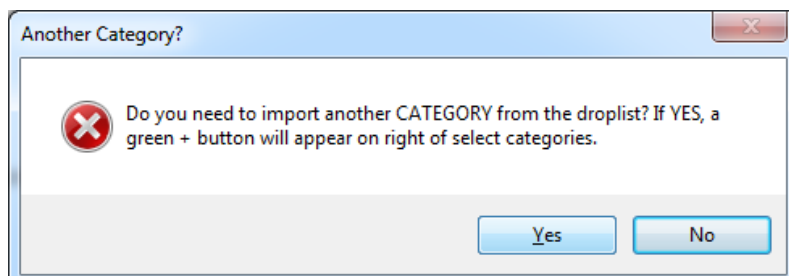 Another Category?
Do you need to import another CATEGORY from the droplist? If YES, a
green + button will appear on right of select categories.
Yes
No